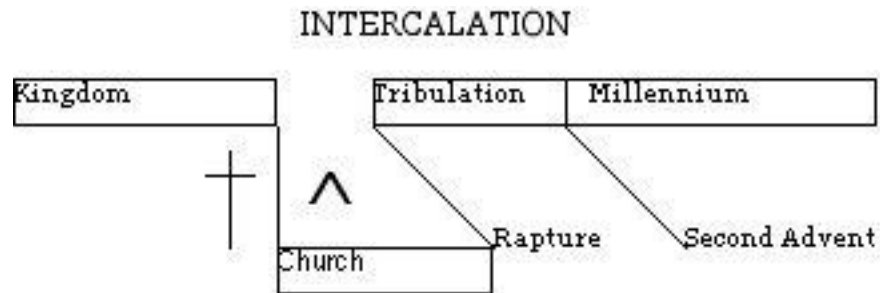 INTERCALATION
Kingdom Tribulation Millennium
Rapture Second Advent
Church